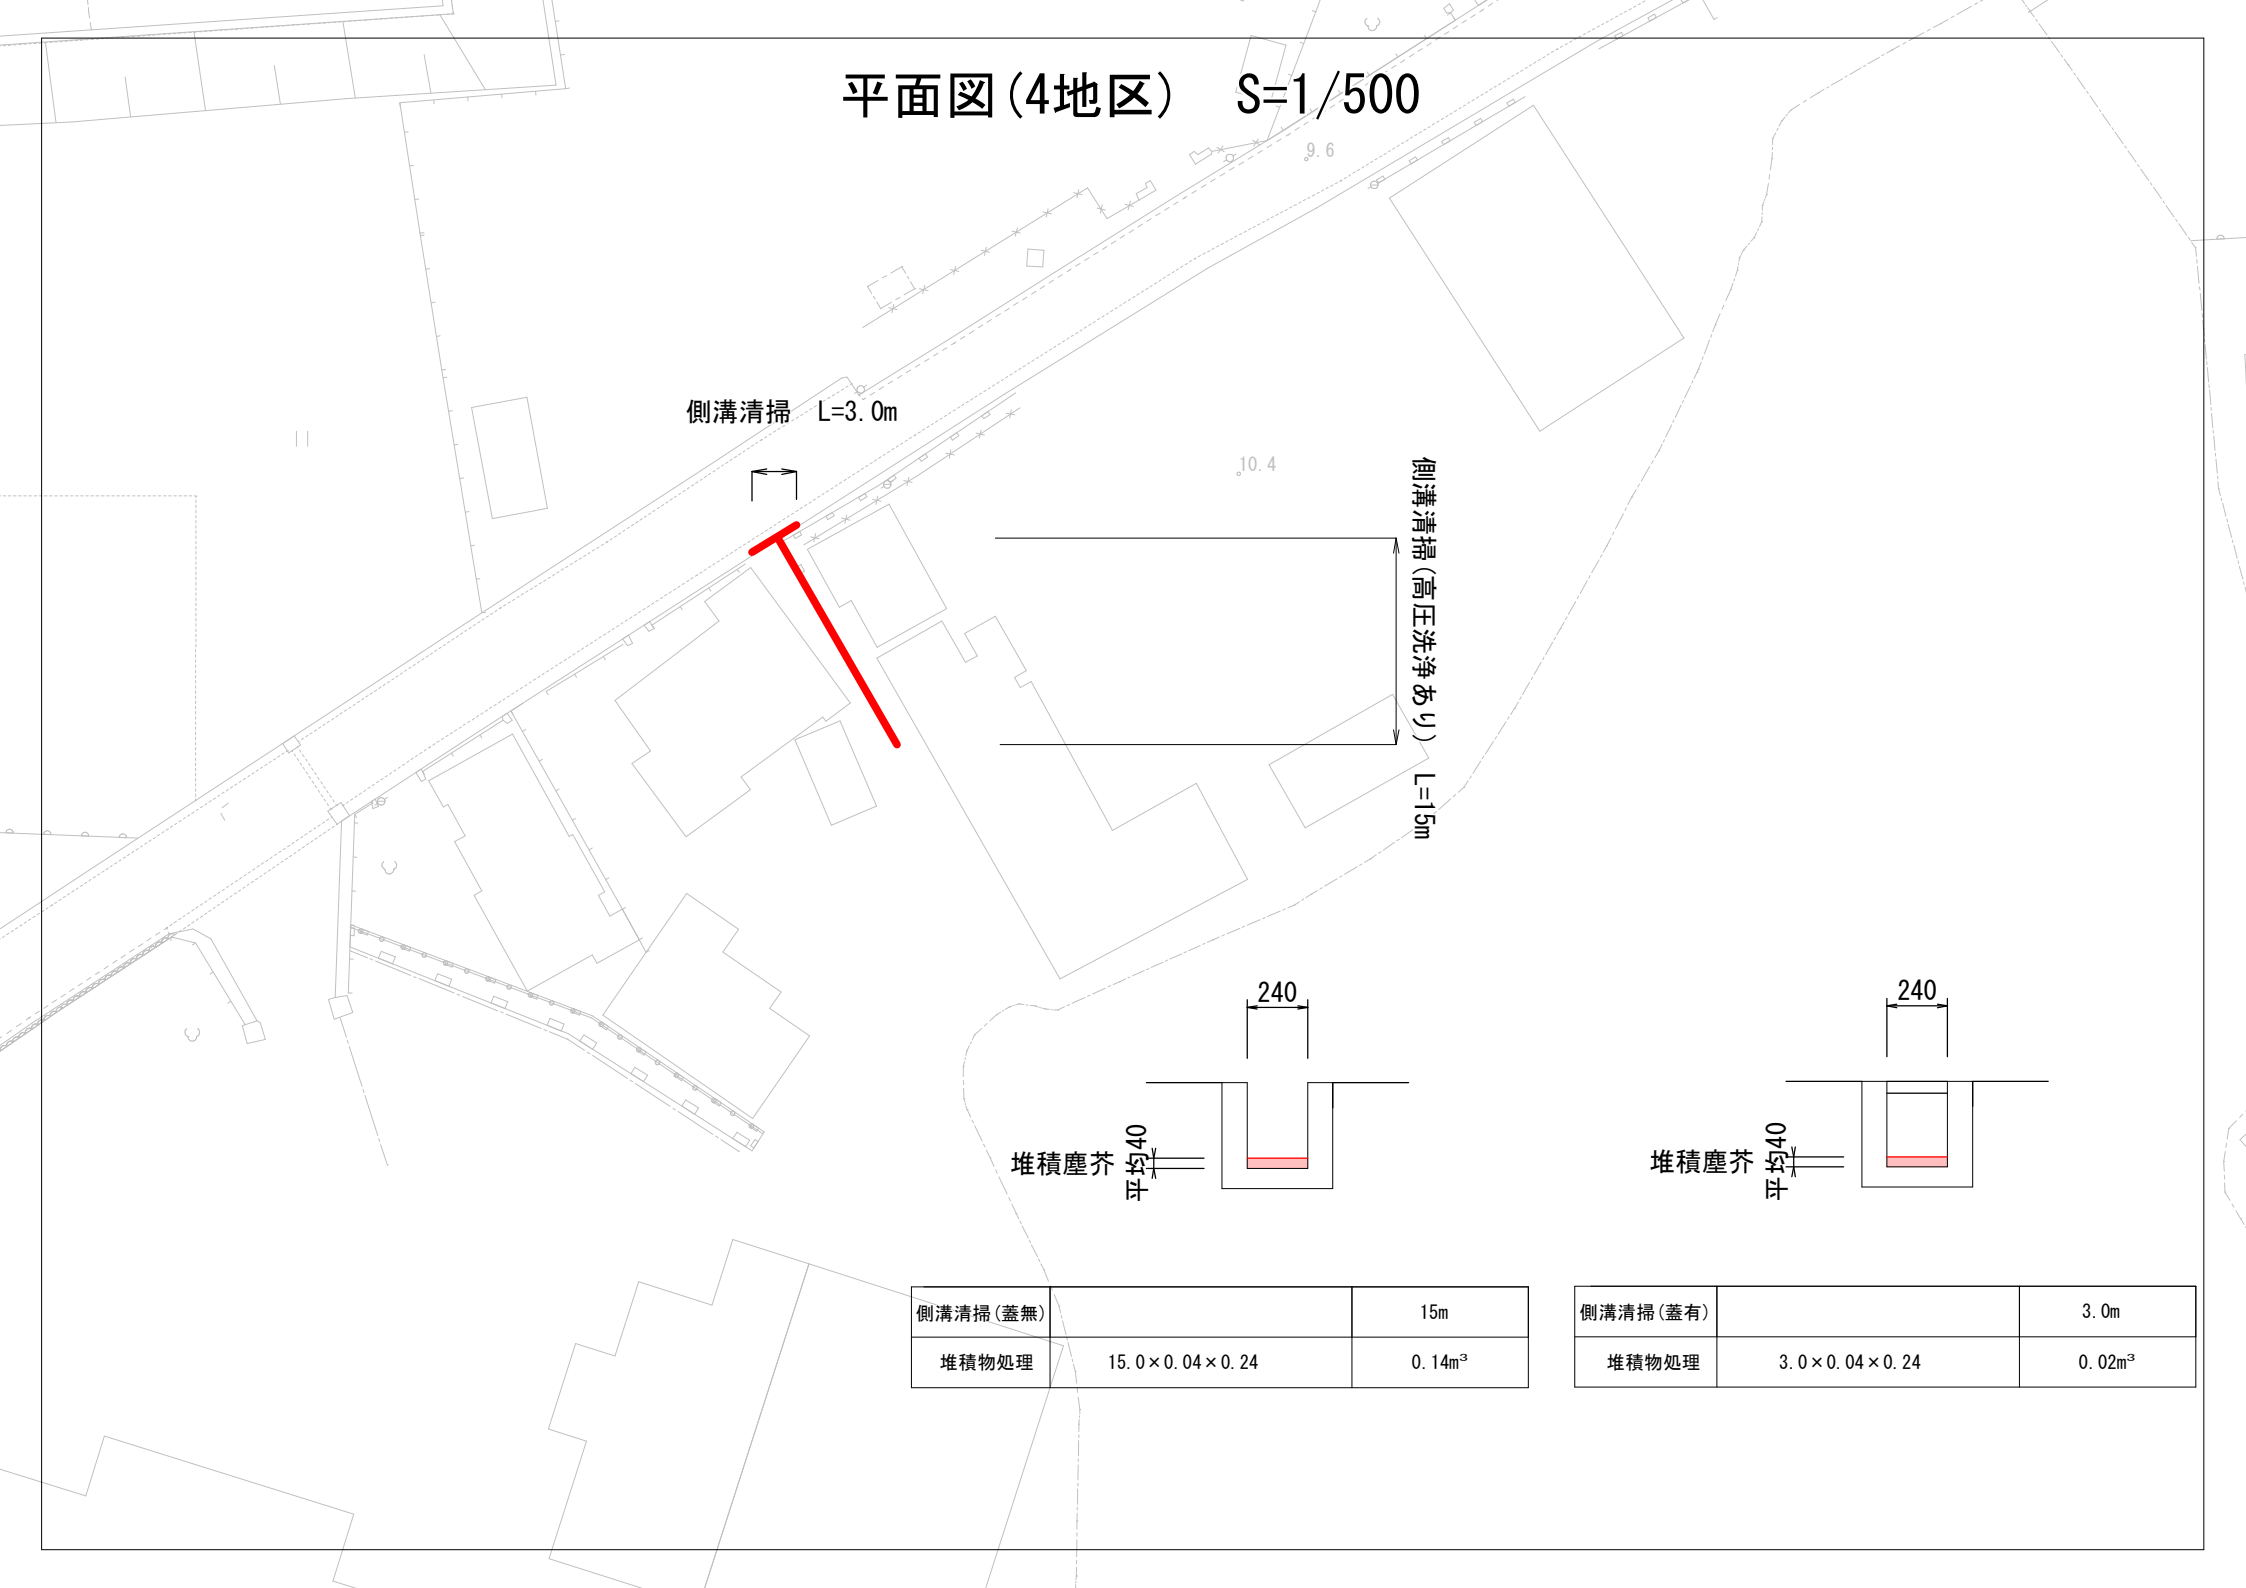 平面図(4地区)　S=1/500
9.6
側溝清掃　L=3.0m
10.4
側溝清掃(高圧洗浄あり)　L=15m
240
堆積塵芥
平均40
240
堆積塵芥
平均40
側溝清掃(蓋無)　15m
堆積物処理　15.0×0.04×0.24　0.14m³
側溝清掃(蓋有)　3.0m
堆積物処理　3.0×0.04×0.24　0.02m³